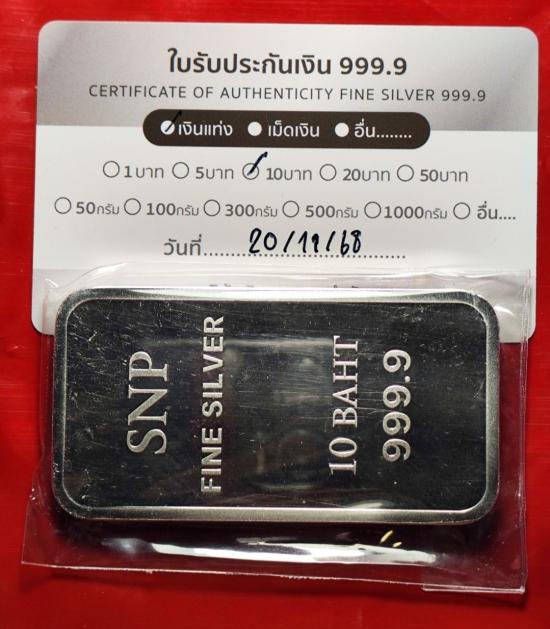 ใบรับประกันเงิน 999.9
CERTIFICATE OF AUTHENTICITY FINE SILVER 999.9
เงินแท่ง เม็ดเงิน อื่น........
1บาท 5บาท 10บาท 20บาท 50บาท
50กรัม 100กรัม 300กรัม 500กรัม 1000กรัม อื่น....
วันที่.... 20/11/68
SNP
FINE SILVER
10 BAHT
999.9